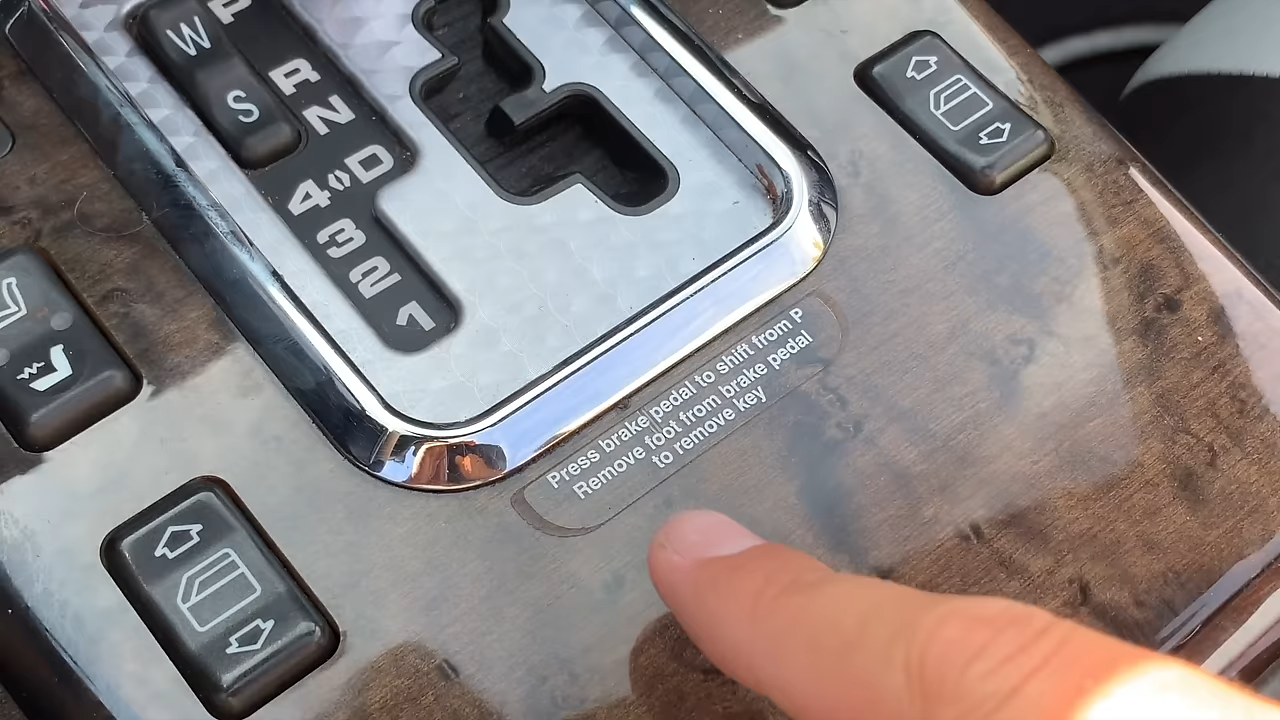 P
W
R
S
N
4 D
3
2
1
Press brake pedal to shift from P
Remove foot from brake pedal
to remove key